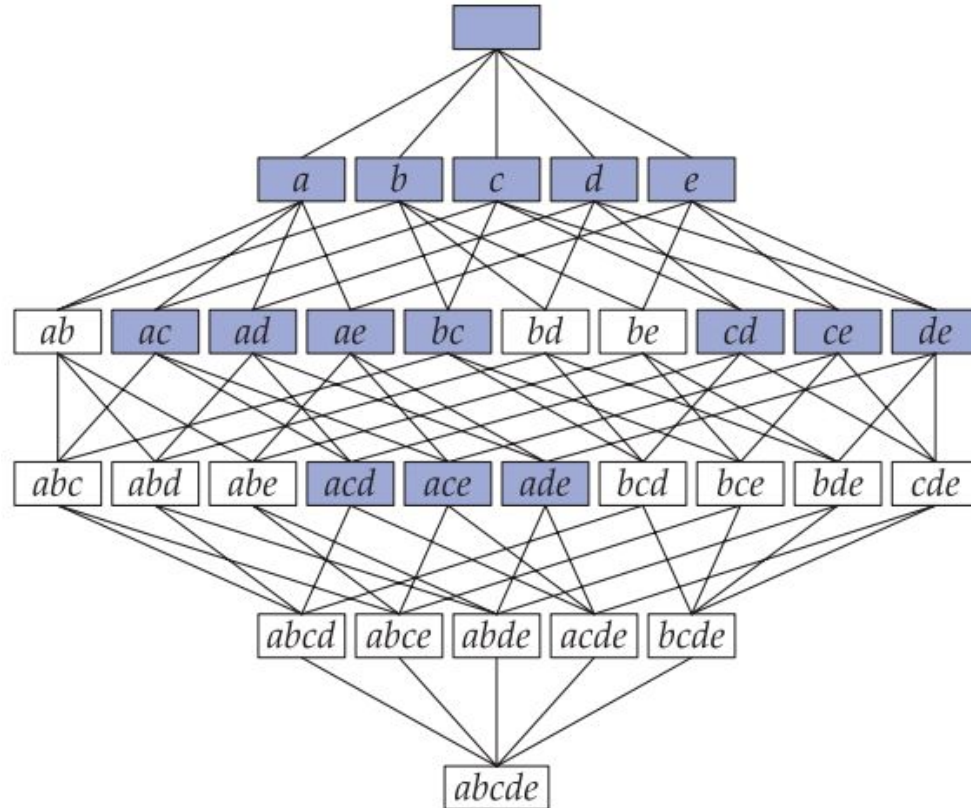 a b c d e
ab ac ad ae bc bd be cd ce de
abc abd abe acd ace ade bcd bce bde cde
abcd abce abde acde bcde
abcde